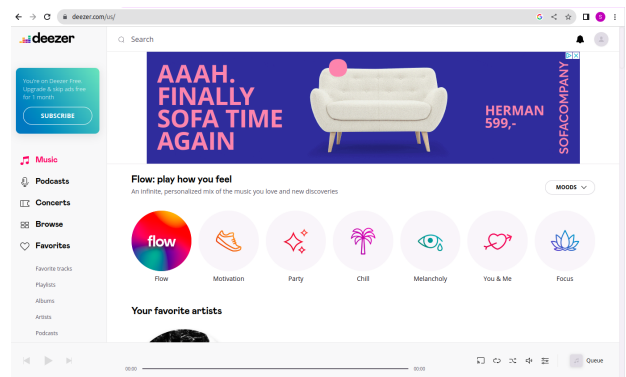 deezer.com/us/
G
S
deezer
Search
You're on Deezer Free.
Upgrade & skip ads free
for 1 month
SUBSCRIBE
Music
Podcasts
Concerts
Browse
Favorites
Favorite tracks
Playlists
Albums
Artists
Podcasts
AAAH.
FINALLY
SOFA TIME
AGAIN
HERMAN
599,-
SOFACOMPANY
Flow: play how you feel
An infinite, personalized mix of the music you love and new discoveries
MOODS
flow
Flow
Motivation
Party
Chill
Melancholy
You & Me
Focus
Your favorite artists
00:00
00:00
Queue